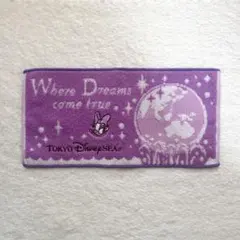 Where Dreams
come true
TOKYO DISNEYSEA®